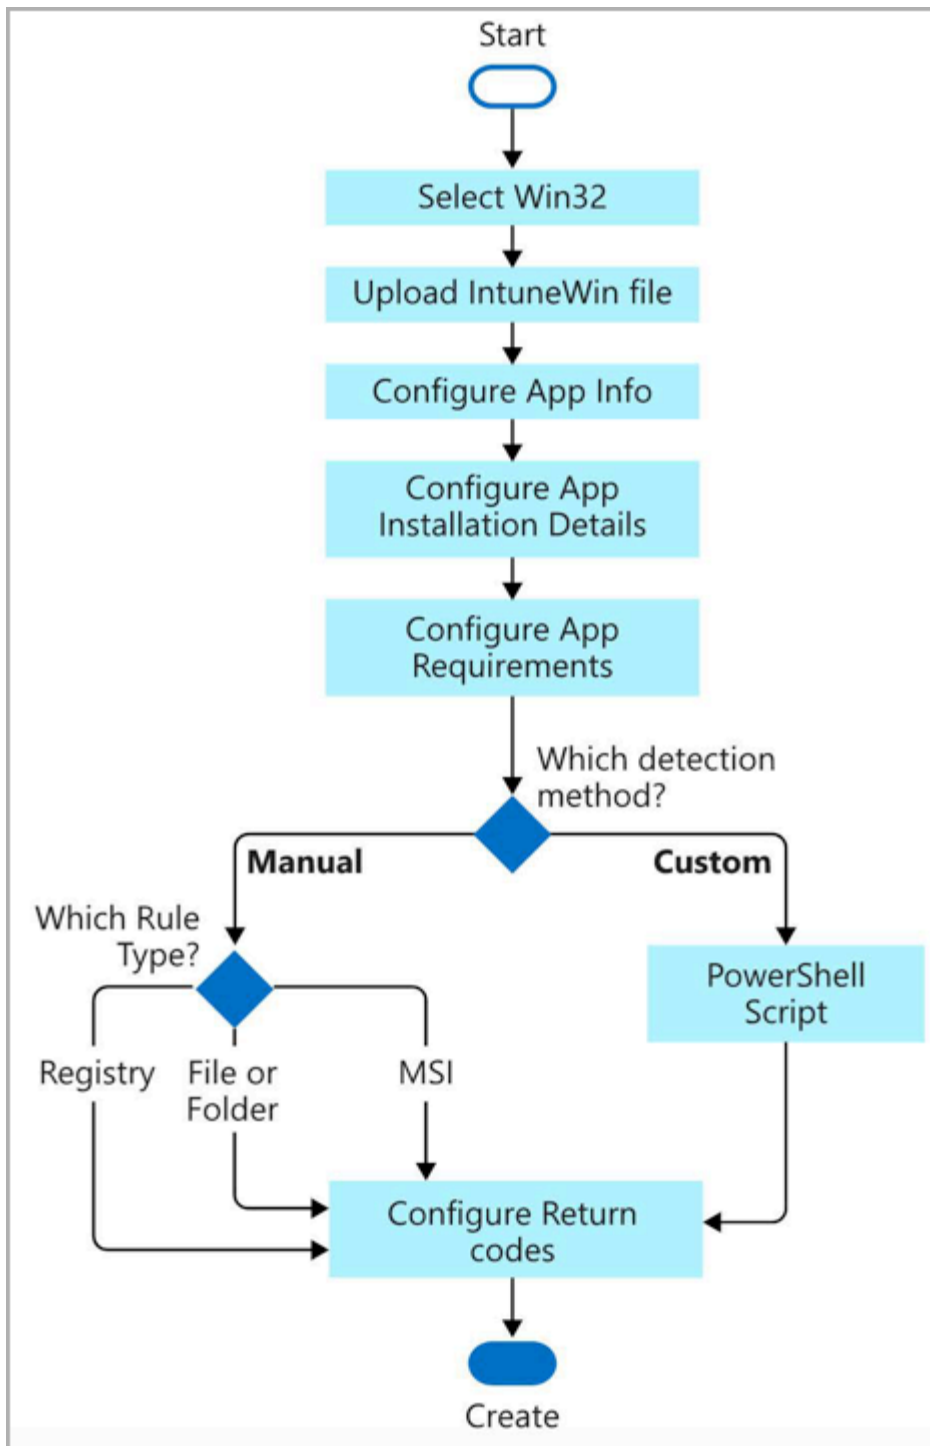 Start
Select Win32
Upload IntuneWin file
Configure App Info
Configure App
Installation Details
Configure App
Requirements
Which detection
method?
Manual
Custom
Which Rule
Type?
PowerShell
Script
Registry
File or
Folder
MSI
Configure Return
codes
Create